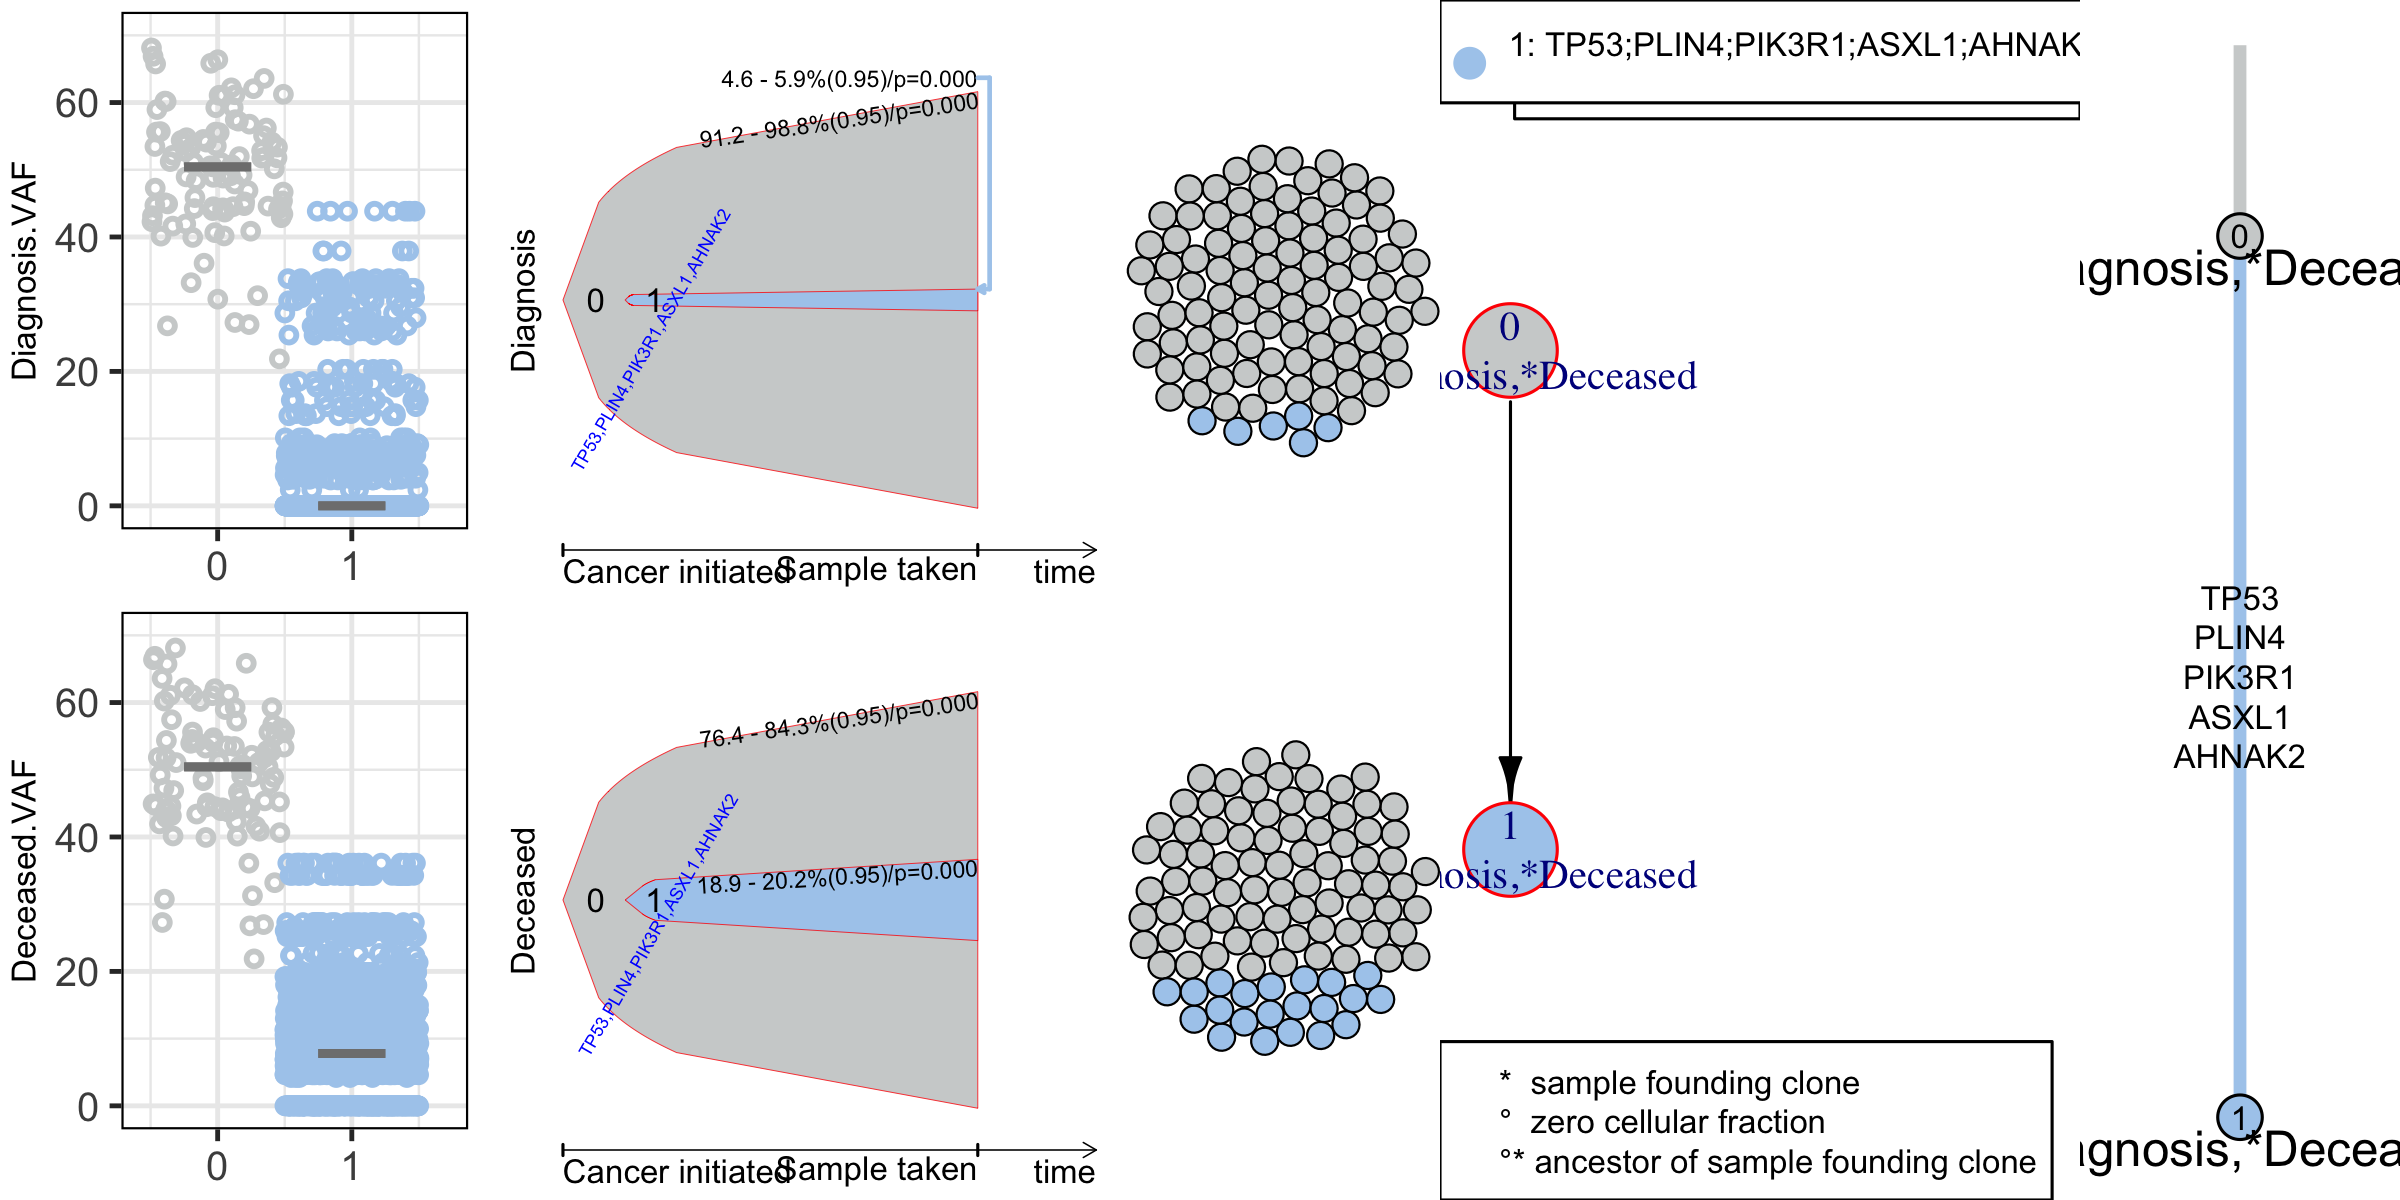 Diagnosis.VAF
60
40
20
0
0
1
4.6 - 5.9%(0.95)/p=0.000
91.2 - 98.8%(0.95)/p=0.000
Diagnosis
0
1
TP53,PLIN4,PIK3R1,ASXL1,AHNAK2
Cancer initiated
Sample taken
time
Deceased.VAF
60
40
20
0
0
1
76.4 - 84.3%(0.95)/p=0.000
18.9 - 20.2%(0.95)/p=0.000
Deceased
0
1
TP53,PLIN4,PIK3R1,ASXL1,AHNAK2
Cancer initiated
Sample taken
time
1: TP53;PLIN4;PIK3R1;ASXL1;AHNAK
0
nosis,*Deceased
1
nosis,*Deceased
* sample founding clone
° zero cellular fraction
°* ancestor of sample founding clone
0
agnosis,*Decea
TP53
PLIN4
PIK3R1
ASXL1
AHNAK2
1
agnosis,*Decea